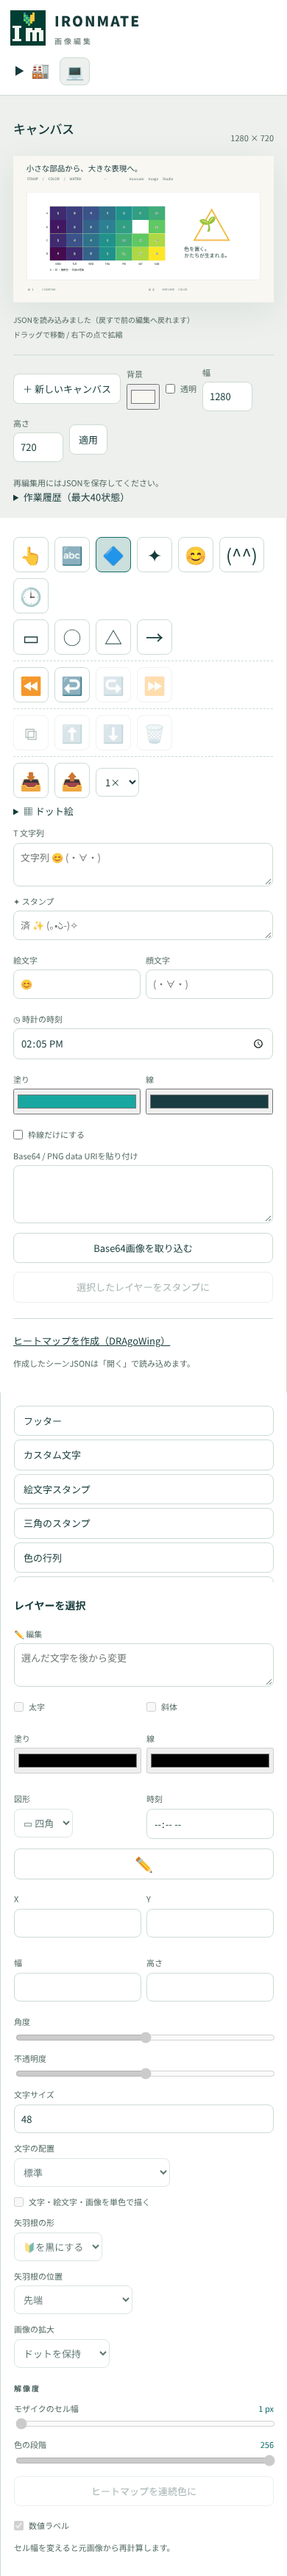 Im IRONMATE
画像編集
キャンバス
1280 × 720
小さな部品から、大きな表現へ。
色を置く。
かたちが生まれる。
JSONを読み込みました（戻すで前の編集へ戻れます）
ドラッグで移動 / 右下の点で拡縮
＋ 新しいキャンバス
背景
透明
幅
1280
高さ
720
適用
再編集用にはJSONを保存してください。
▶ 作業履歴（最大40状態）
abc
(^^)
1×
▶ ▦ ドット絵
T 文字列
文字列 😊 (・∀・)
✦ スタンプ
絵文字
顔文字
😊
(・∀・)
◷ 時計の時刻
02:05 PM
塗り
線
枠線だけにする
Base64 / PNG data URIを貼り付け
Base64画像を取り込む
選択したレイヤーをスタンプに
ヒートマップを作成（DRAgoWing）
作成したシーンJSONは「開く」で読み込めます。
フッター
カスタム文字
絵文字スタンプ
三角のスタンプ
色の行列
レイヤーを選択
✏️ 編集
選んだ文字を後から変更
太字
斜体
塗り
線
図形
時刻
▭ 四角
--:-- --
X
Y
幅
高さ
角度
不透明度
文字サイズ
48
文字の配置
標準
文字・絵文字・画像を単色で描く
矢羽根の形
🔰を黒にする
矢羽根の位置
先端
画像の拡大
ドットを保持
解像度
モザイクのセル幅
1 px
色の段階
256
ヒートマップを連続色に
数値ラベル
セル幅を変えると元画像から再計算します。